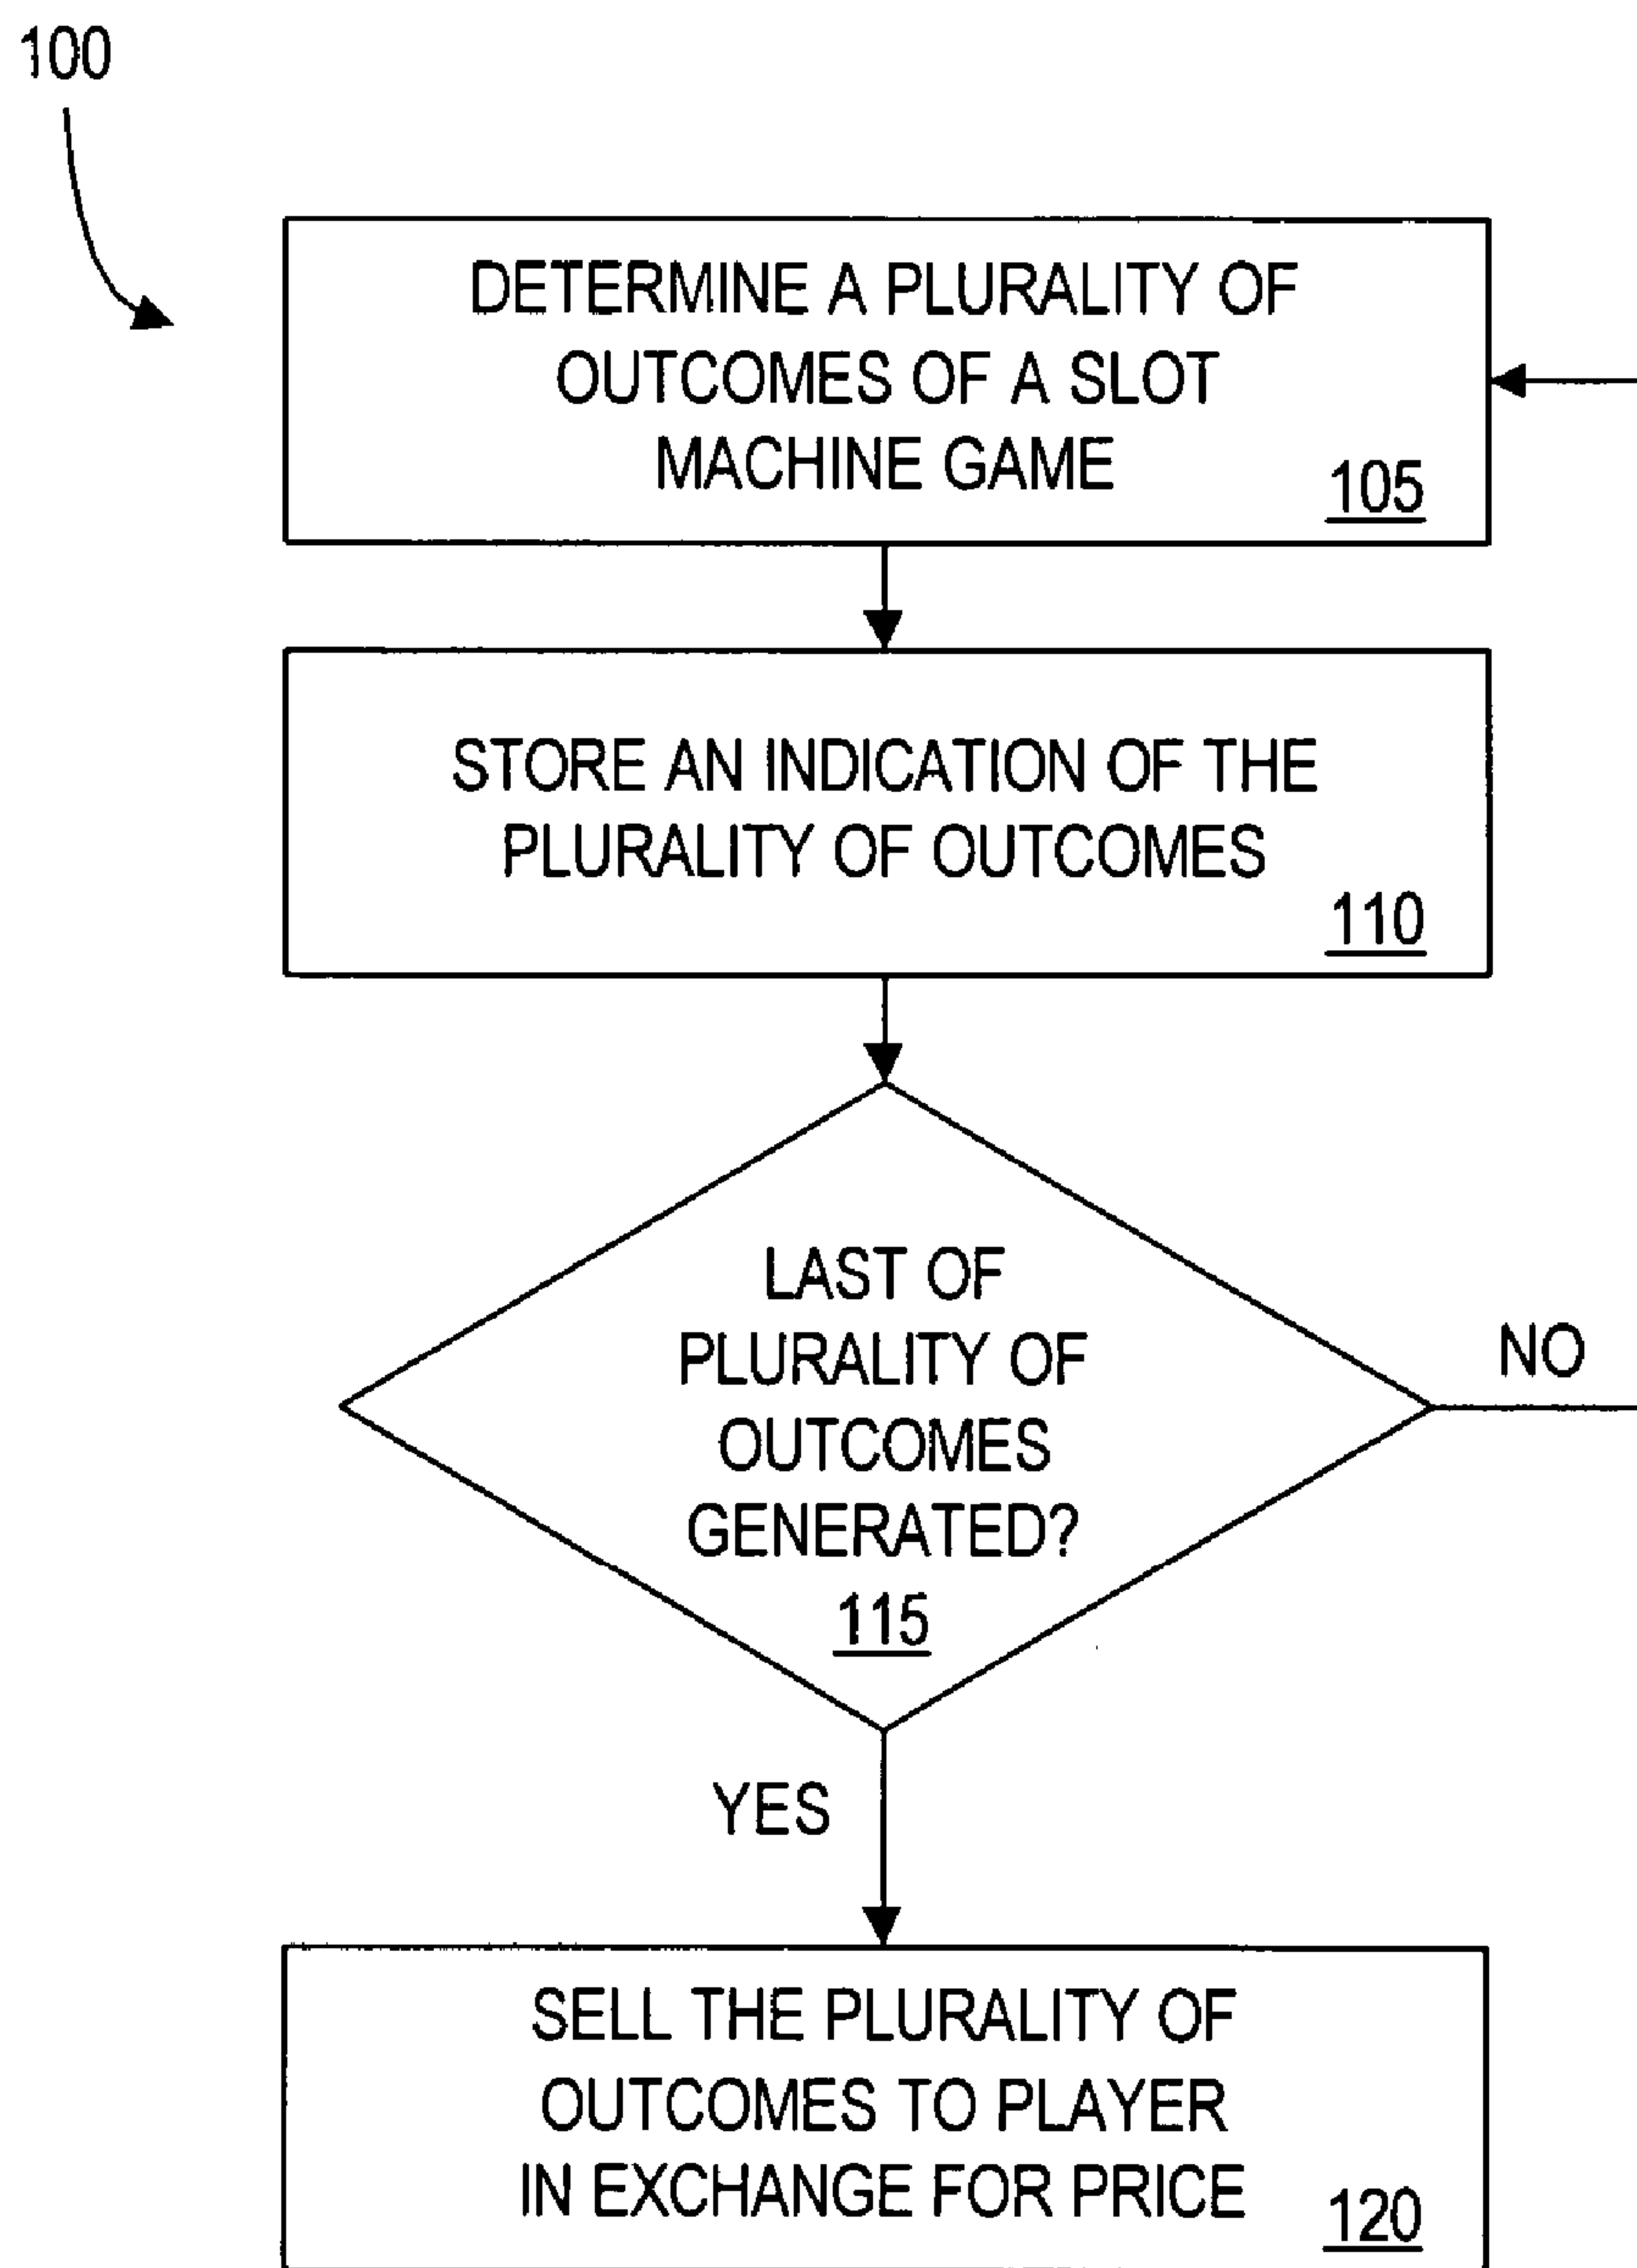 100
DETERMINE A PLURALITY OF
OUTCOMES OF A SLOT
MACHINE GAME
105
STORE AN INDICATION OF THE
PLURALITY OF OUTCOMES
110
LAST OF
PLURALITY OF
OUTCOMES
GENERATED?
115
NO
YES
SELL THE PLURALITY OF
OUTCOMES TO PLAYER
IN EXCHANGE FOR PRICE
120